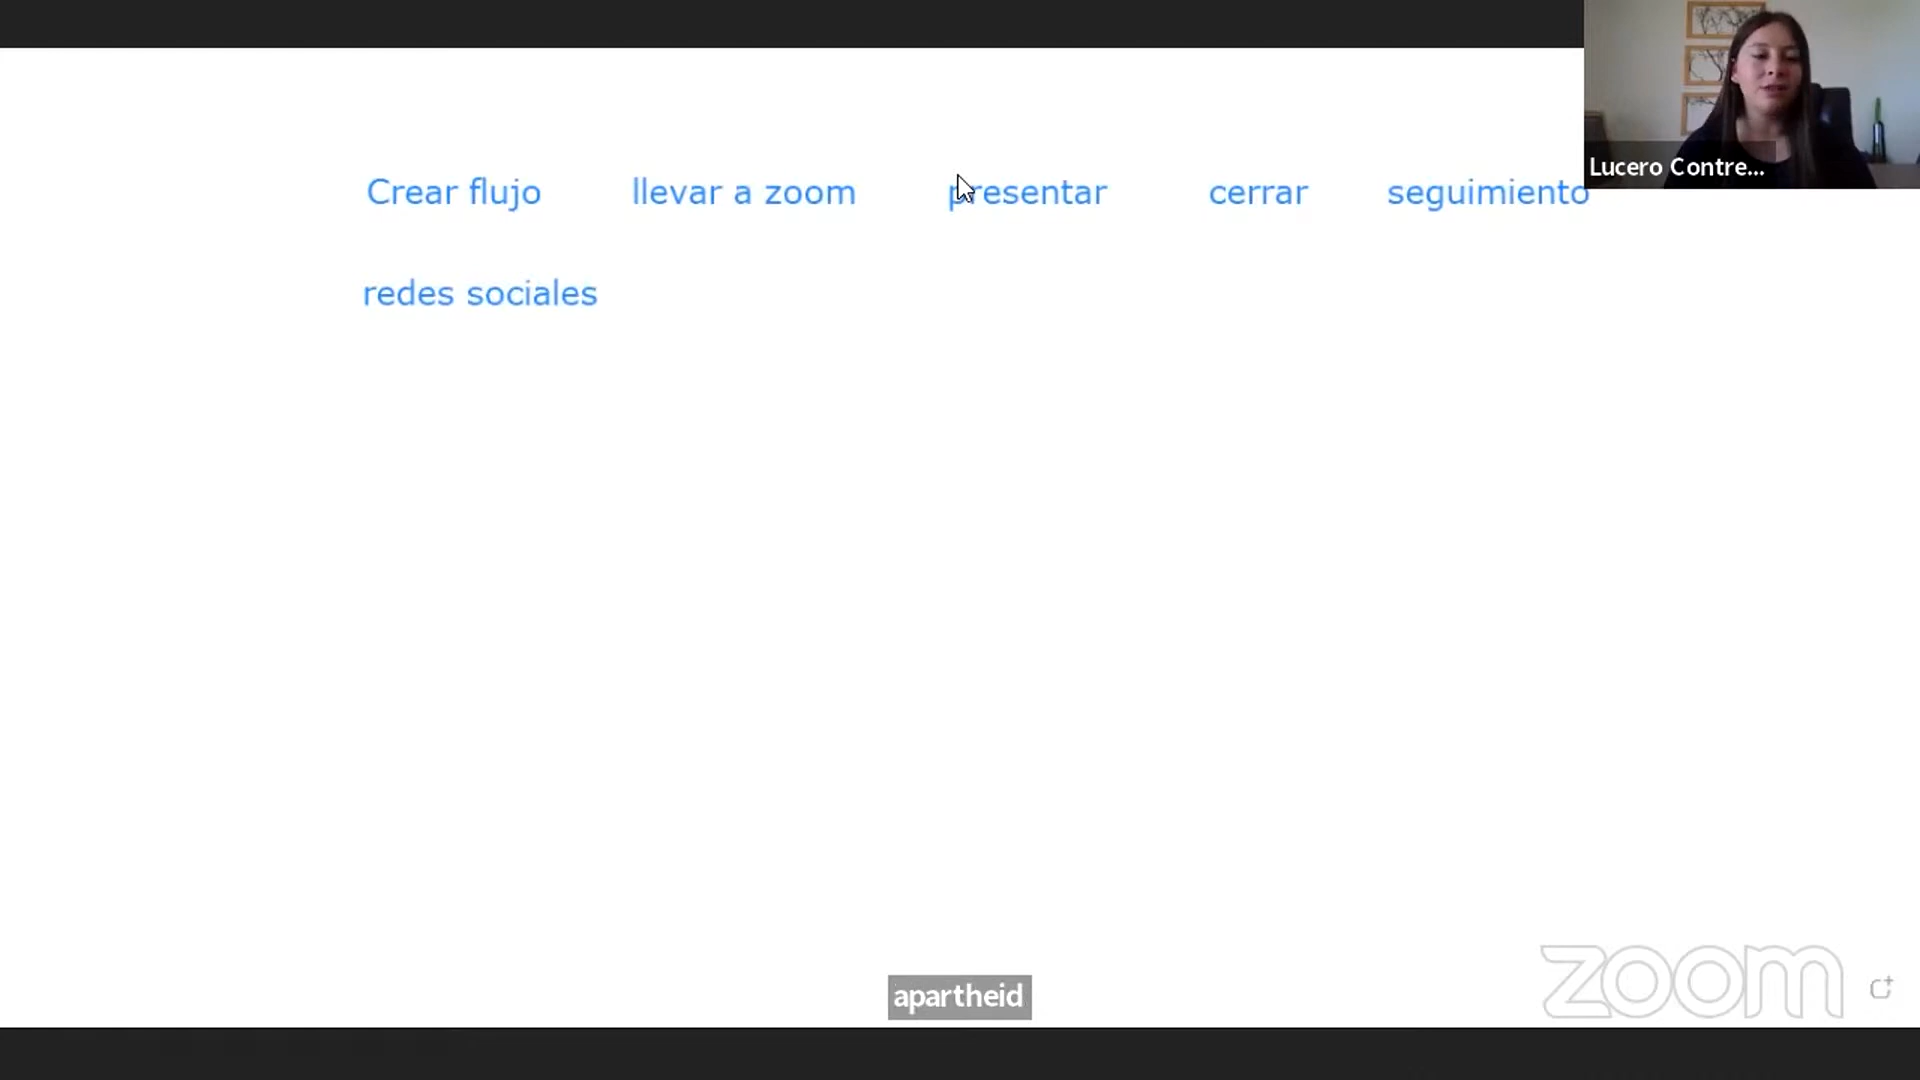 Lucero Contre...
Crear flujo llevar a zoom presentar cerrar seguimiento
redes sociales
zoom
apartheid